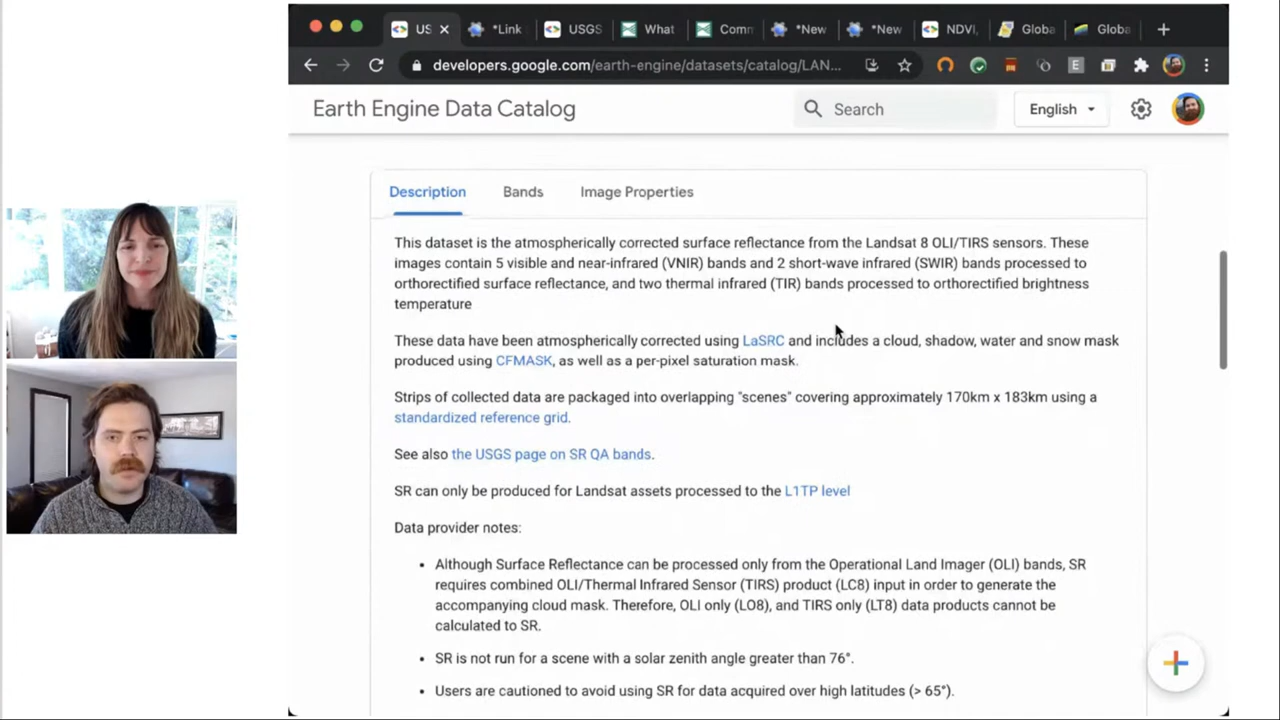 US
*Link
USGS
What
Comm
*New
*New
NDVI,
Globa
Globa
developers.google.com/earth-engine/datasets/catalog/LAN...
Earth Engine Data Catalog
Search
English
Description Bands Image Properties
This dataset is the atmospherically corrected surface reflectance from the Landsat 8 OLI/TIRS sensors. These
images contain 5 visible and near-infrared (VNIR) bands and 2 short-wave infrared (SWIR) bands processed to
orthorectified surface reflectance, and two thermal infrared (TIR) bands processed to orthorectified brightness
temperature
These data have been atmospherically corrected using LaSRC and includes a cloud, shadow, water and snow mask
produced using CFMASK, as well as a per-pixel saturation mask.
Strips of collected data are packaged into overlapping "scenes" covering approximately 170km x 183km using a
standardized reference grid.
See also the USGS page on SR QA bands.
SR can only be produced for Landsat assets processed to the L1TP level
Data provider notes:
• Although Surface Reflectance can be processed only from the Operational Land Imager (OLI) bands, SR
requires combined OLI/Thermal Infrared Sensor (TIRS) product (LC8) input in order to generate the
accompanying cloud mask. Therefore, OLI only (LO8), and TIRS only (LT8) data products cannot be
calculated to SR.
• SR is not run for a scene with a solar zenith angle greater than 76°.
• Users are cautioned to avoid using SR for data acquired over high latitudes (> 65°).